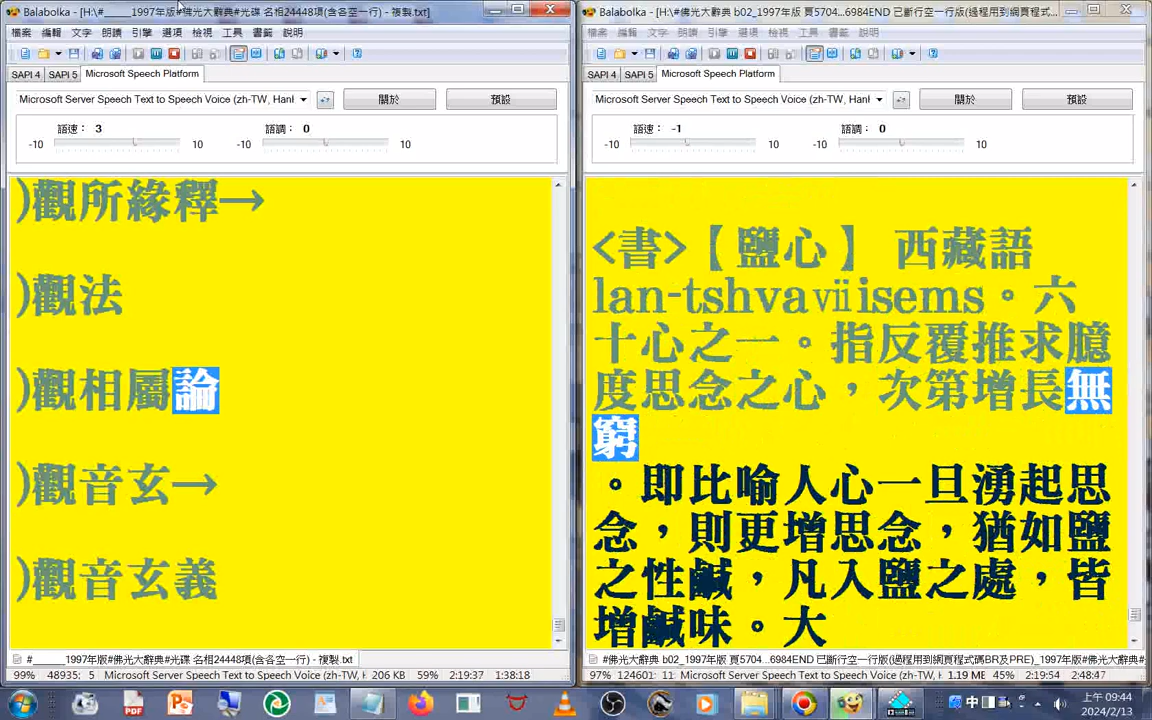 Balabolka - [H:\#_____1997年版#佛光大辭典#光碟 名相24448項(含各空一行) - 複製.txt]
檔案 編輯 文字 朗讀 引擎 選項 檢視 工具 書籤 說明
SAPI 4 SAPI 5 Microsoft Speech Platform
Microsoft Server Speech Text to Speech Voice (zh-TW, HanI 關於 預設
語速： 3 語調： 0
-10 10 -10 10
)觀所緣釋→
)觀法
)觀相屬論
)觀音玄→
)觀音玄義
#______1997年版#佛光大辭典#光碟 名相24448項(含各空一行) - 複製.txt
99% 48935: 5 Microsoft Server Speech Text to Speech Voice (zh-TW, H 206 KB 59% 2:19:37 1:38:18
Balabolka - [H:\#佛光大辭典 b02_1997年版 頁5704...6984END 已斷行空一行版(過程用到網頁程式...
檔案 編輯 文字 朗讀 引擎 選項 檢視 工具 書籤 說明
SAPI 4 SAPI 5 Microsoft Speech Platform
Microsoft Server Speech Text to Speech Voice (zh-TW, HanI 關於 預設
語速： -1 語調： 0
-10 10 -10 10
<書>【鹽心】 西藏語
lan-tshvaⅶisems。六
十心之一。指反覆推求臆
度思念之心，次第增長無
窮
。即比喻人心一旦湧起思
念，則更增思念，猶如鹽
之性鹹，凡入鹽之處，皆
增鹹味。大
#佛光大辭典 b02_1997年版 頁5704...6984END 已斷行空一行版(過程用到網頁程式碼BR及PRE)_1997年版#佛光大辭典#
97% 124601: 11 Microsoft Server Speech Text to Speech Voice (zh-TW, H 1.19 MB 45% 2:19:54 2:48:47
中
上午 09:44
2024/2/13